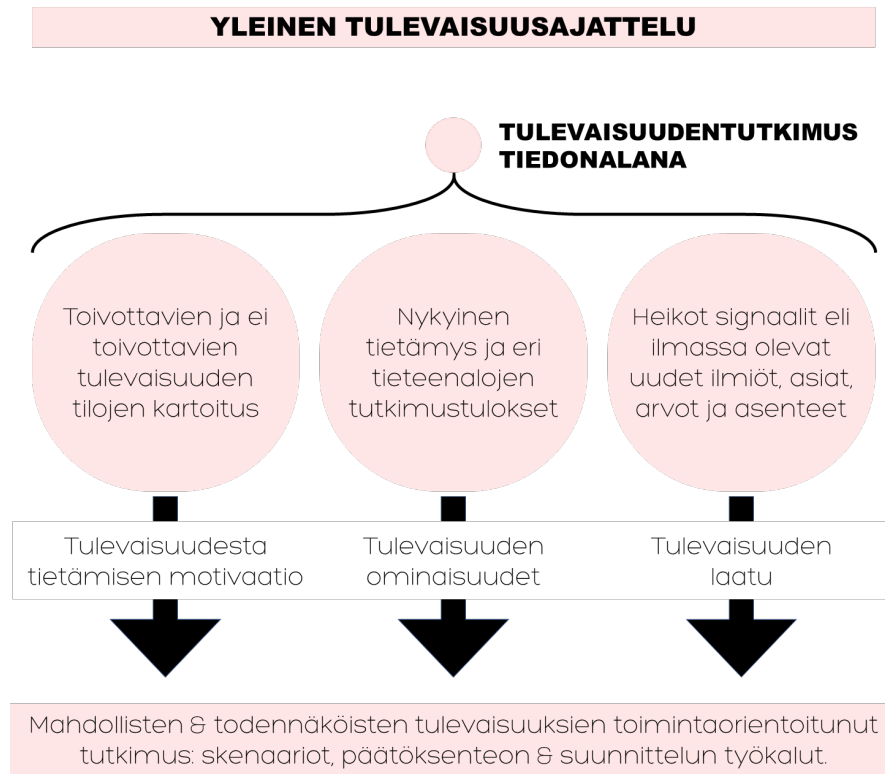 YLEINEN TULEVAISUUSAJATTELU
TULEVAISUUDENTUTKIMUS
TIEDONALANA
Toivottavien ja ei
toivottavien
tulevaisuuden
tilojen kartoitus
Nykyinen
tietämys ja eri
tieteenalojen
tutkimustulokset
Heikot signaalit eli
ilmassa olevat
uudet ilmiöt, asiat,
arvot ja asenteet
Tulevaisuudesta
tietämisen motivaatio
Tulevaisuuden
ominaisuudet
Tulevaisuuden
laatu
Mahdollisten & todennäköisten tulevaisuuksien toimintaorientoitunut
tutkimus: skenaariot, päätöksenteon & suunnittelun työkalut.